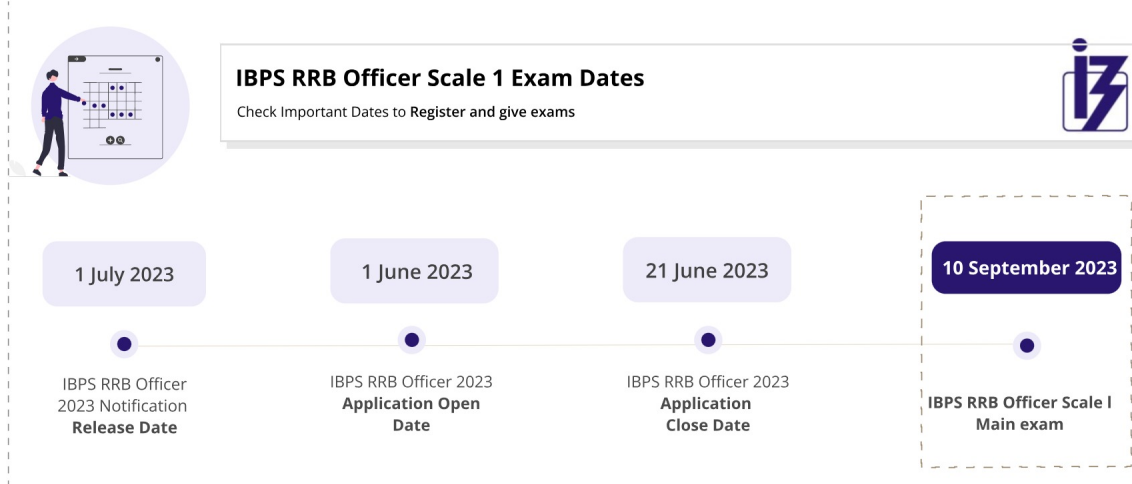 IBPS RRB Officer Scale 1 Exam Dates
Check Important Dates to Register and give exams
1 July 2023
1 June 2023
21 June 2023
10 September 2023
IBPS RRB Officer
2023 Notification
Release Date
IBPS RRB Officer 2023
Application Open
Date
IBPS RRB Officer 2023
Application
Close Date
IBPS RRB Officer Scale l
Main exam